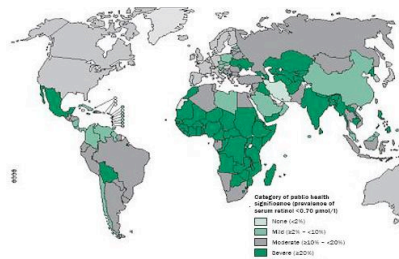 Category of public health
significance (prevalence of
serum retinol <0.70 µmol/l)
None (<2%)
Mild (≥2% – <10%)
Moderate (≥10% – <20%)
Severe (≥20%)